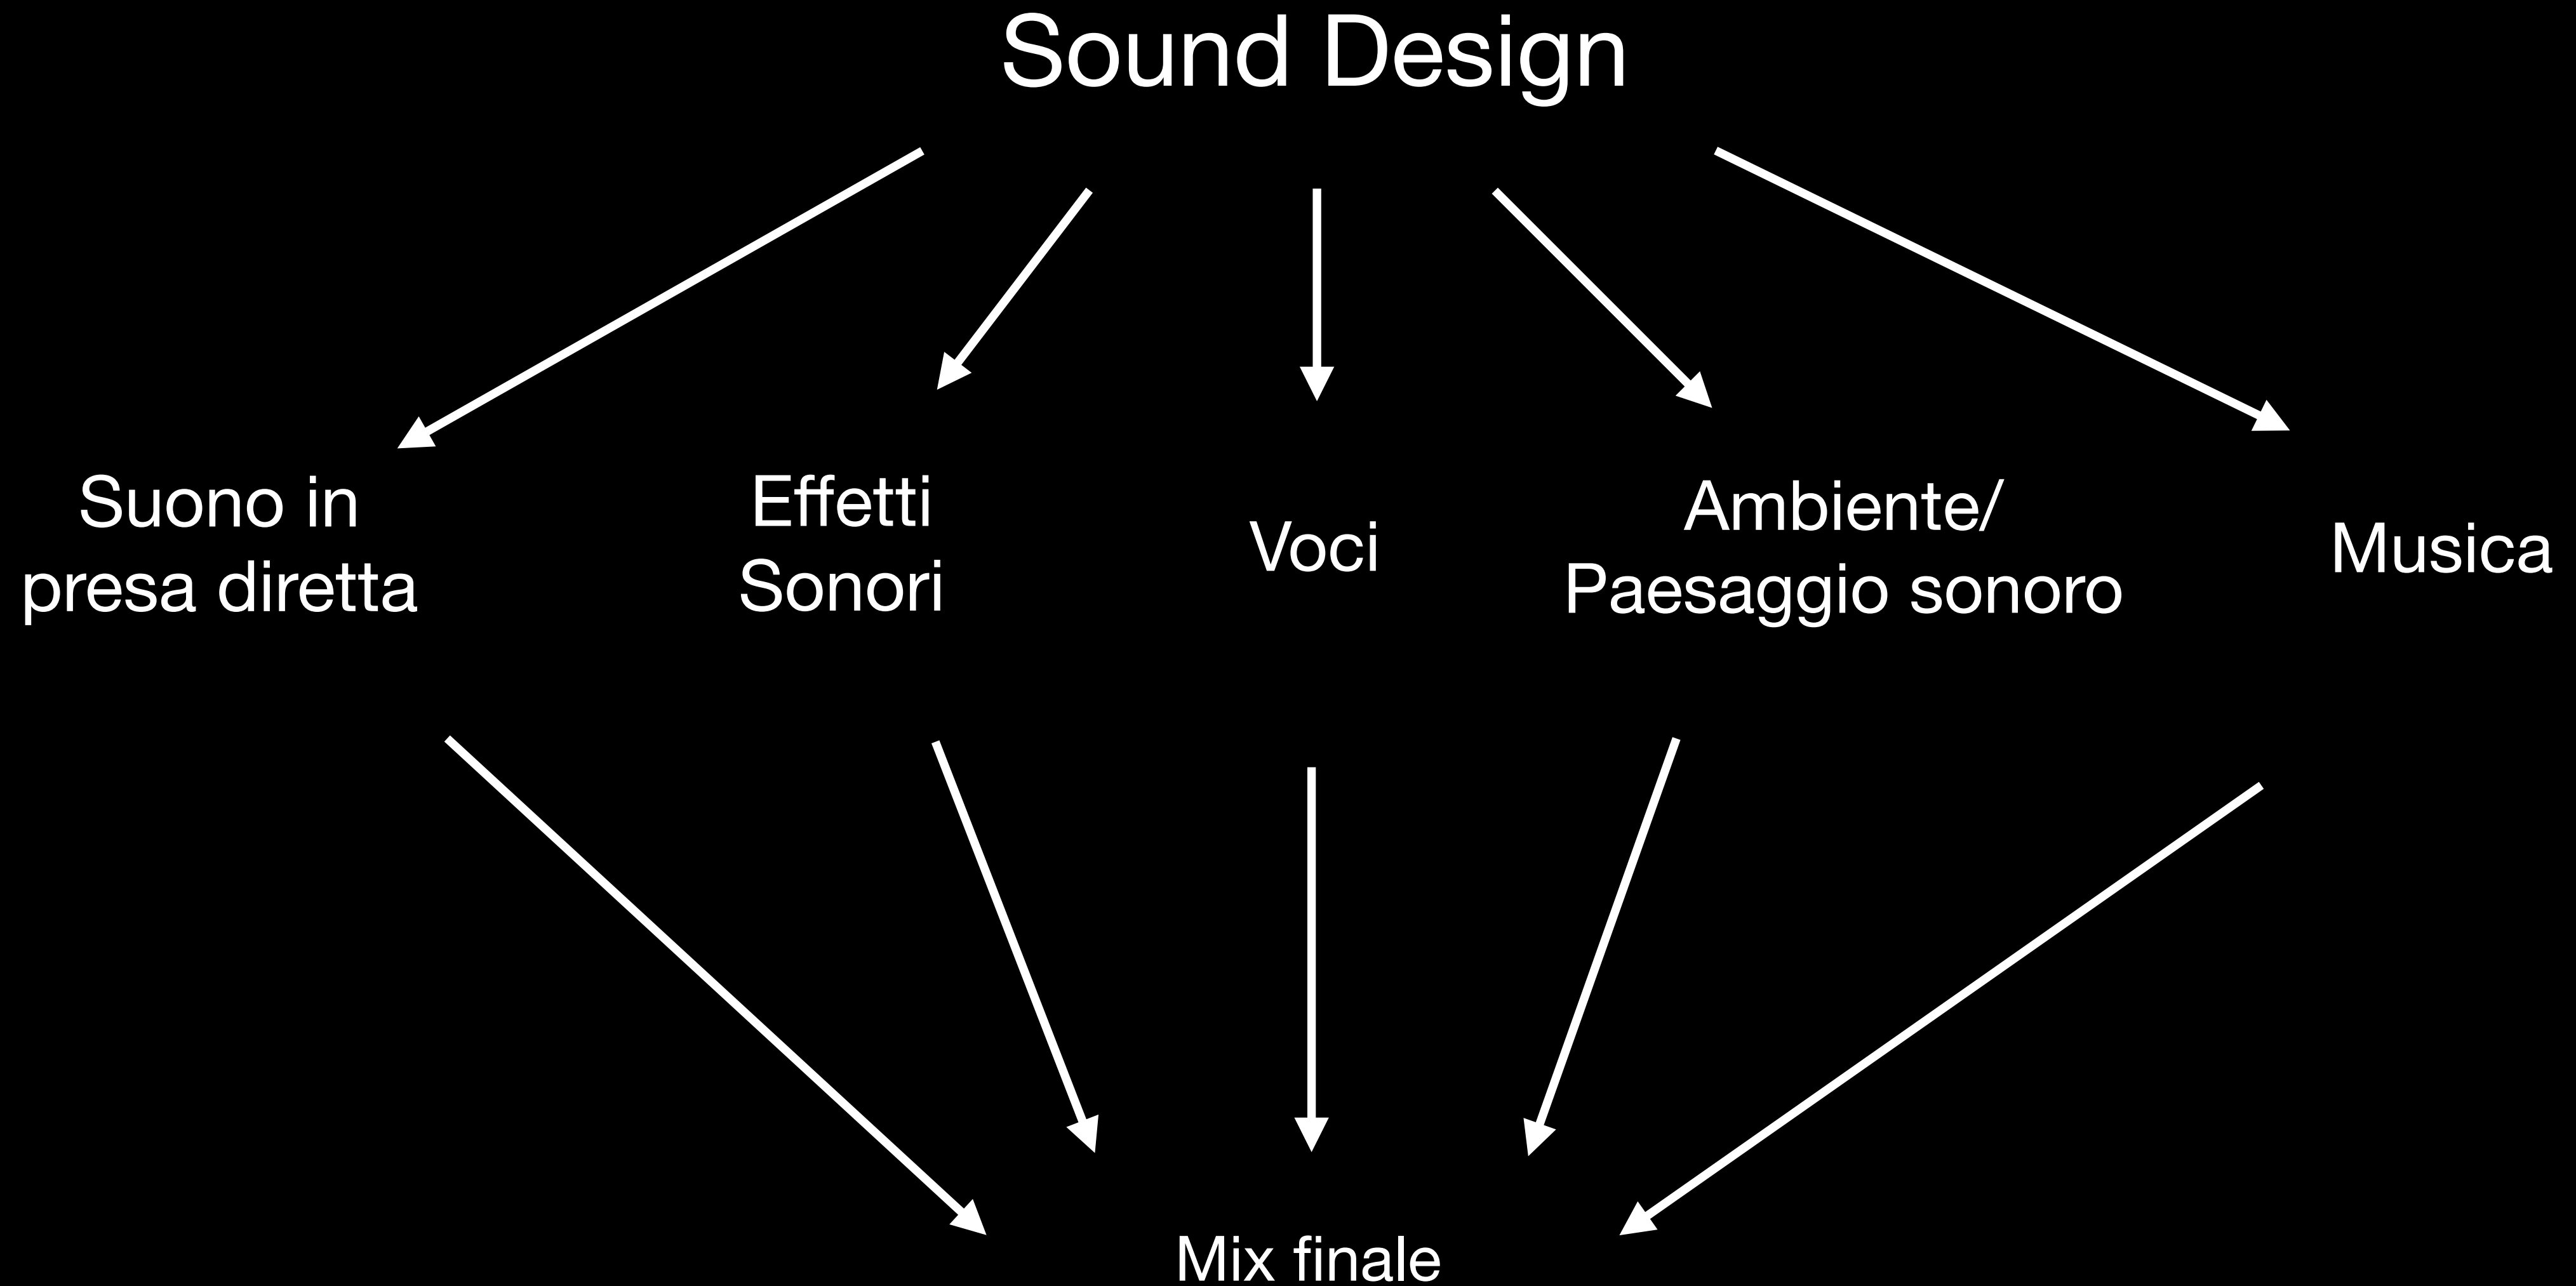 Sound Design
Suono in
presa diretta
Effetti
Sonori
Voci
Ambiente/
Paesaggio sonoro
Musica
Mix finale